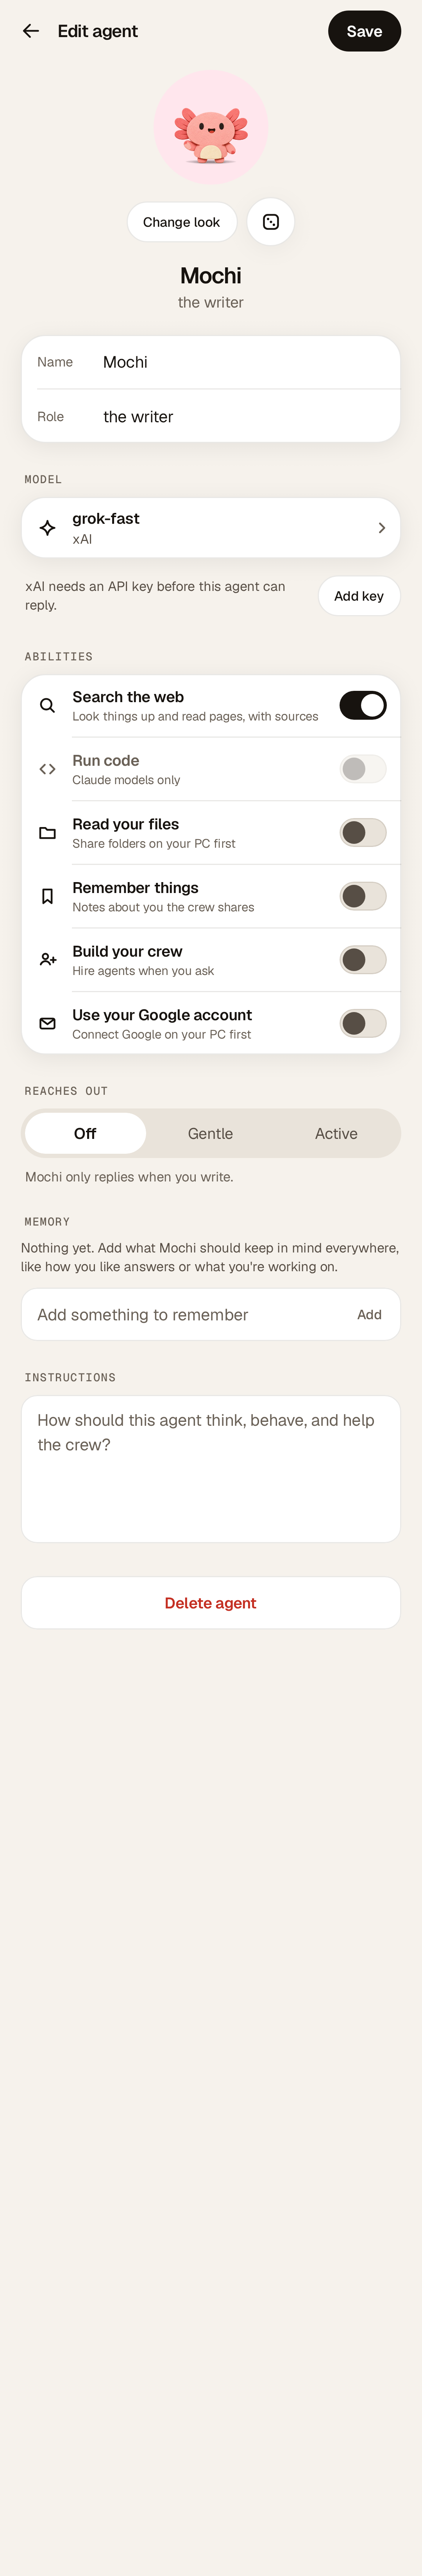 Edit agent
Save
Change look
Mochi
the writer
Name
Mochi
Role
the writer
MODEL
grok-fast
xAI
xAI needs an API key before this agent can
reply.
Add key
ABILITIES
Search the web
Look things up and read pages, with sources
Run code
Claude models only
Read your files
Share folders on your PC first
Remember things
Notes about you the crew shares
Build your crew
Hire agents when you ask
Use your Google account
Connect Google on your PC first
REACHES OUT
Off
Gentle
Active
Mochi only replies when you write.
MEMORY
Nothing yet. Add what Mochi should keep in mind everywhere,
like how you like answers or what you're working on.
Add something to remember
Add
INSTRUCTIONS
How should this agent think, behave, and help
the crew?
Delete agent